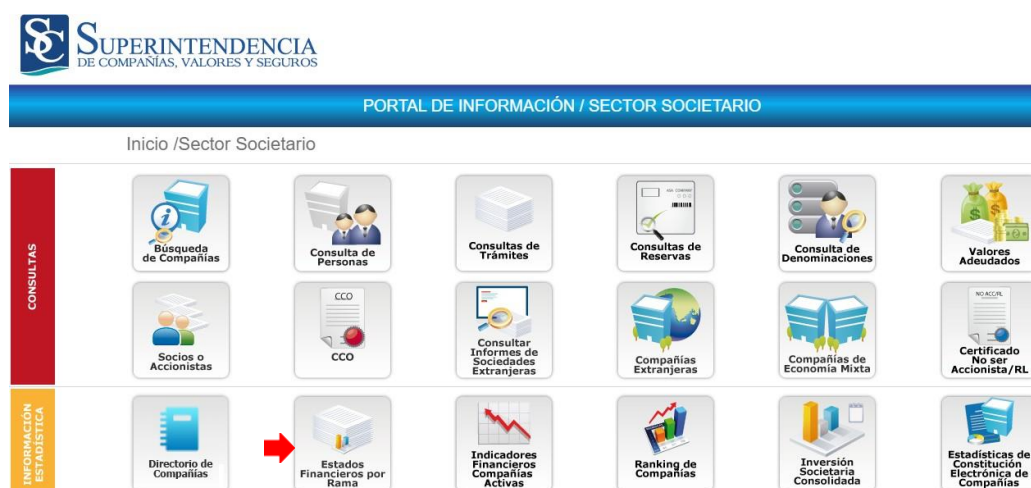 SC
SUPERINTENDENCIA
DE COMPAÑÍAS, VALORES Y SEGUROS
PORTAL DE INFORMACIÓN / SECTOR SOCIETARIO
Inicio /Sector Societario
CONSULTAS
Búsqueda
de Compañías
Consulta de
Personas
Consultas de
Trámites
Consultas de
Reservas
Consulta de
Denominaciones
Valores
Adeudados
Socios o
Accionistas
CCO
CCO
Consultar
Informes de
Sociedades
Extranjeras
Compañías
Extranjeras
Compañías de
Economía Mixta
NO ACC/RL
Certificado
No ser
Accionista/RL
INFORMACIÓN
ESTADÍSTICA
Directorio de
Compañías
Estados
Financieros por
Rama
Indicadores
Financieros
Compañías
Activas
Ranking de
Compañías
Inversión
Societaria
Consolidada
Estadísticas de
Constitución
Electrónica de
Compañías